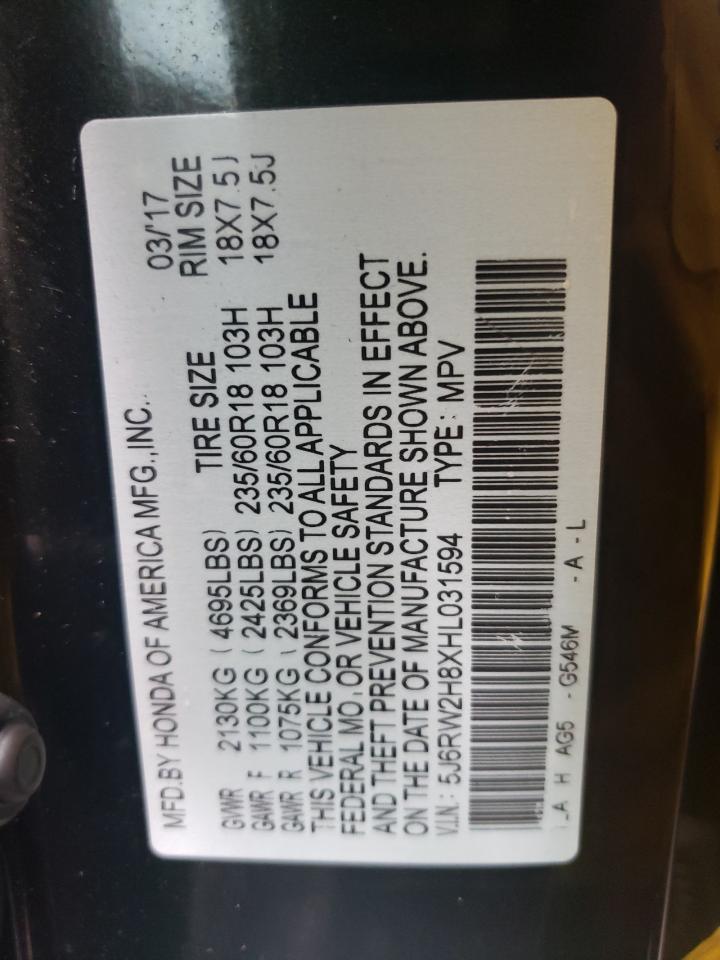 MFD.BY HONDA OF AMERICA MFG.,INC. 03/'17
TIRE SIZE RIM SIZE
GVWR 2130KG (4695LBS)
GAWR F 1100KG (2425LBS) 235/60R18 103H 18X7.5J
GAWR R 1075KG (2369LBS) 235/60R18 103H 18X7.5J
THIS VEHICLE CONFORMS TO ALL APPLICABLE
FEDERAL MO.OR VEHICLE SAFETY
AND THEFT PREVENTION STANDARDS IN EFFECT
ON THE DATE OF MANUFACTURE SHOWN ABOVE.
V.I.N.: 5J6RW2H8XHL031594 TYPE: MPV
A H AG5 - G546M - A - L